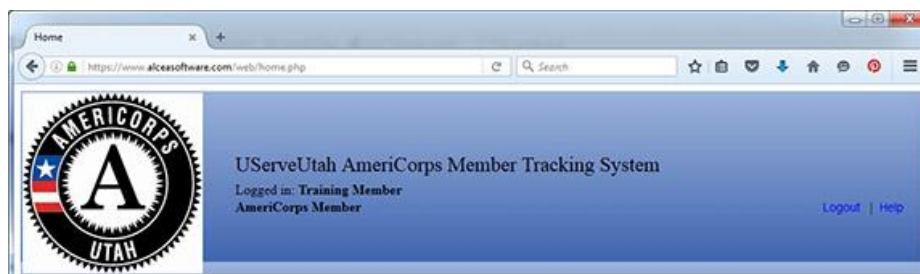 Home
https://www.alceasoftware.com/web/home.php
Search
AMERICORPS
A
UTAH
UServeUtah AmeriCorps Member Tracking System
Logged in: Training Member
AmeriCorps Member
Logout | Help